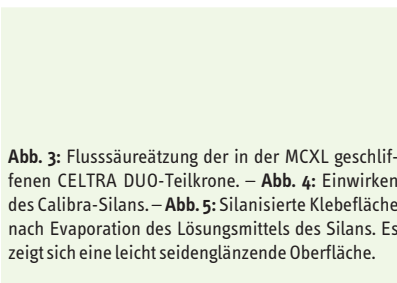 Abb. 3: Flusssäureätzung der in der MCXL geschlif-
fenen CELTRA DUO-Teilkrone. – Abb. 4: Einwirken
des Calibra-Silans. – Abb. 5: Silanisierte Klebefläche
nach Evaporation des Lösungsmittels des Silans. Es
zeigt sich eine leicht seidenglänzende Oberfläche.